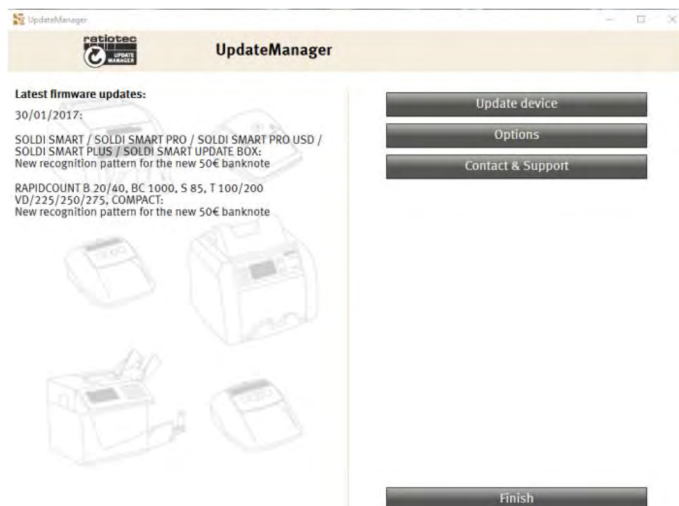 UpdateManager
ratiotec
UPDATE
MANAGER
UpdateManager
Latest firmware updates:
30/01/2017:
SOLDI SMART / SOLDI SMART PRO / SOLDI SMART PRO USD /
SOLDI SMART PLUS / SOLDI SMART UPDATE BOX:
New recognition pattern for the new 50€ banknote
RAPIDCOUNT B 20/40, BC 1000, S 85, T 100/200
VD/225/250/275, COMPACT:
New recognition pattern for the new 50€ banknote
Update device
Options
Contact & Support
Finish